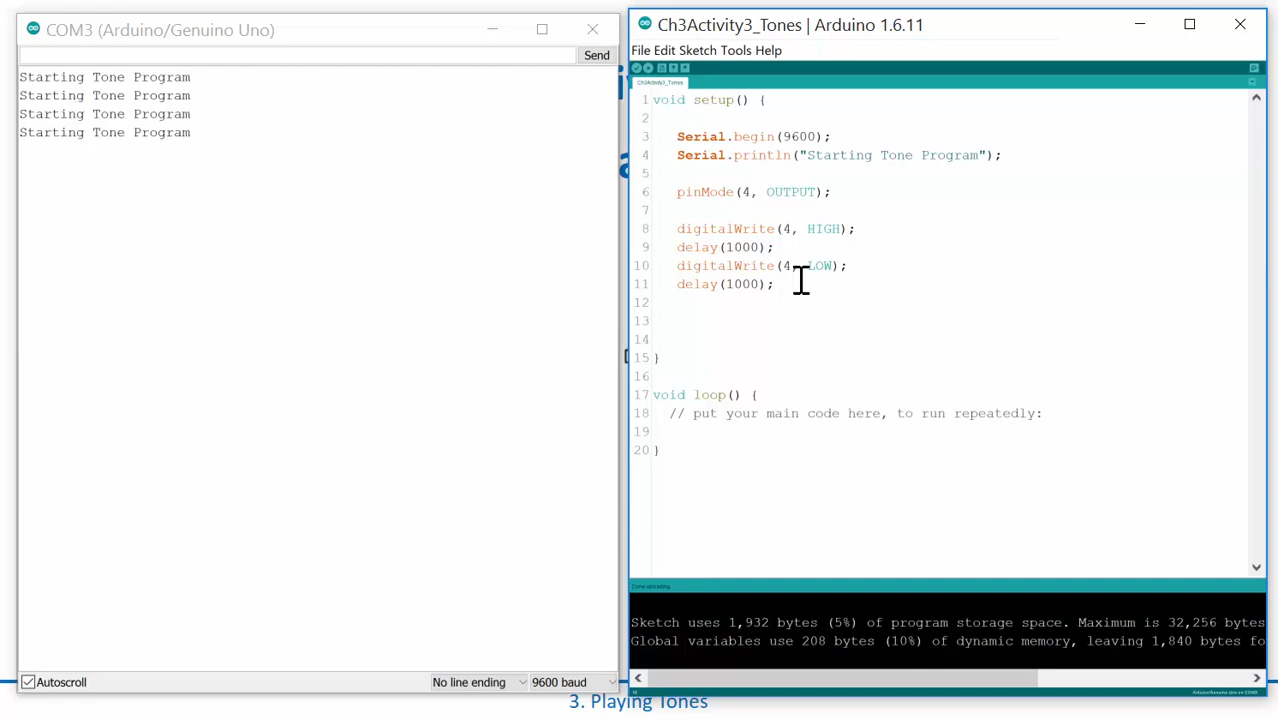 COM3 (Arduino/Genuino Uno)
Send
Starting Tone Program
Starting Tone Program
Starting Tone Program
Starting Tone Program
Autoscroll
No line ending
9600 baud
Ch3Activity3_Tones | Arduino 1.6.11
File Edit Sketch Tools Help
Ch3Activity3_Tones
1 void setup() {
2
3 Serial.begin(9600);
4 Serial.println("Starting Tone Program");
5
6 pinMode(4, OUTPUT);
7
8 digitalWrite(4, HIGH);
9 delay(1000);
10 digitalWrite(4, LOW);
11 delay(1000);
12
13
14
15 }
16
17 void loop() {
18 // put your main code here, to run repeatedly:
19
20 }
Done uploading.
Sketch uses 1,932 bytes (5%) of program storage space. Maximum is 32,256 bytes
Global variables use 208 bytes (10%) of dynamic memory, leaving 1,840 bytes fo
Arduino/Genuino Uno on COM3
3. Playing Tones